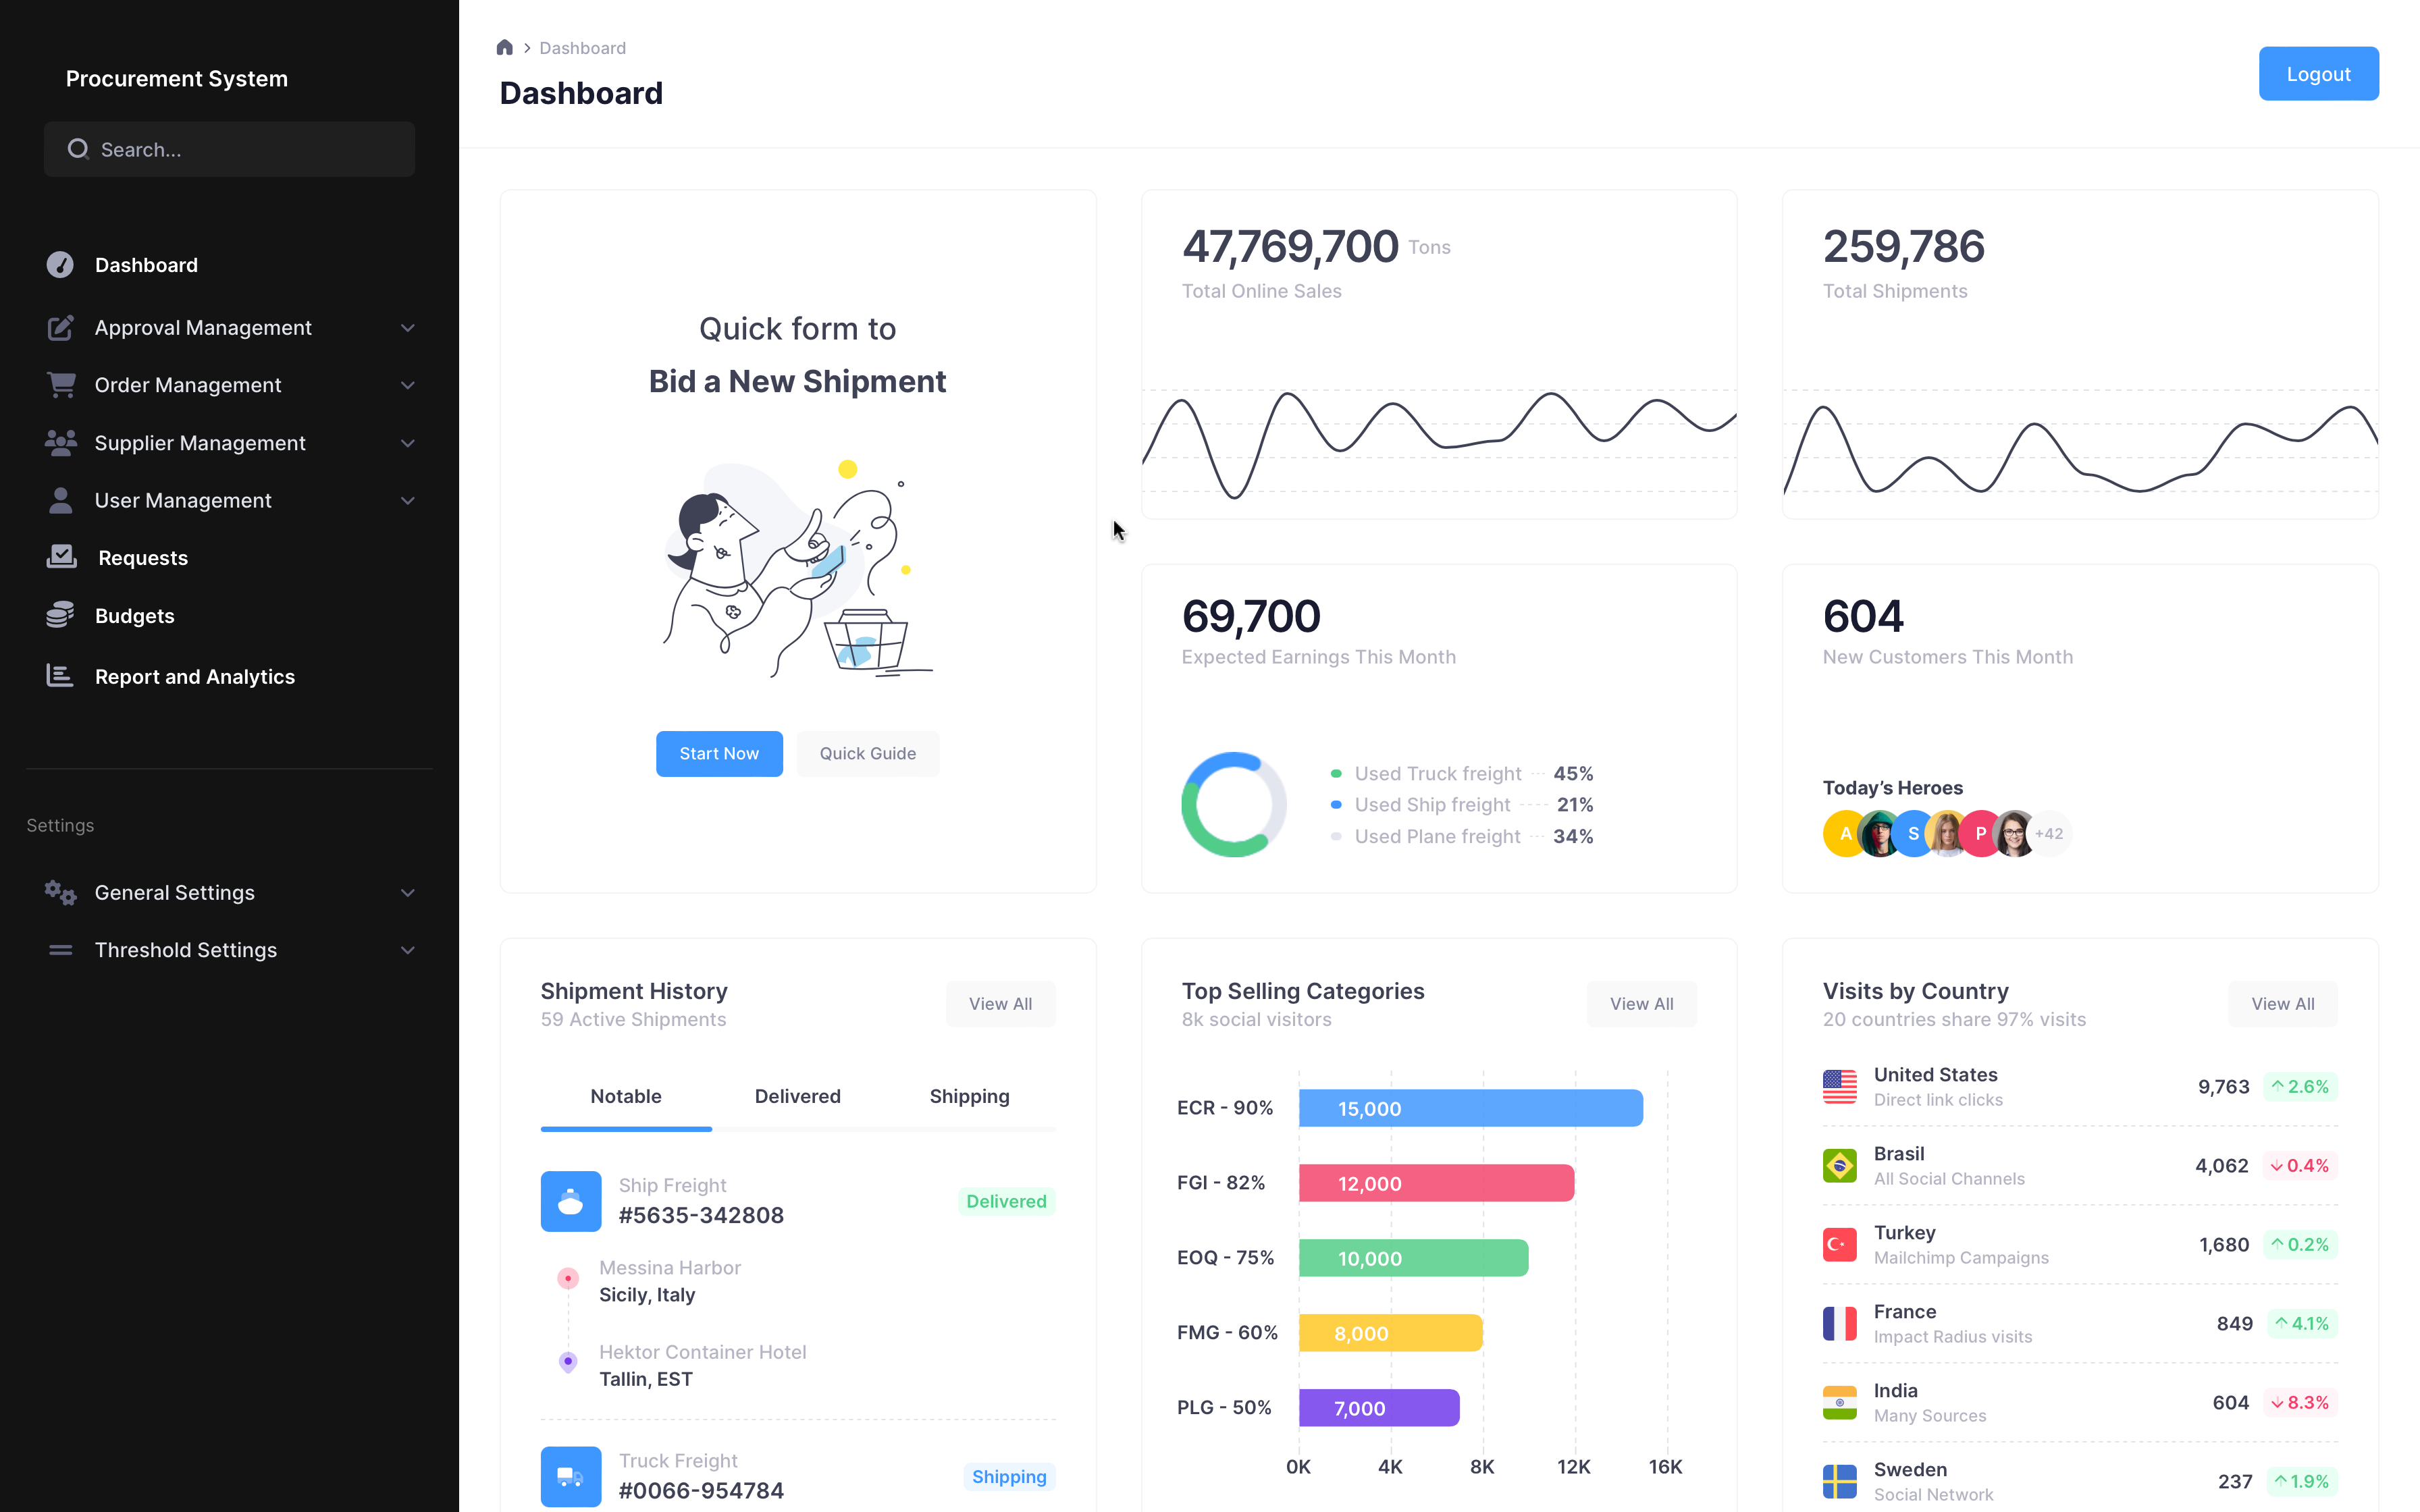 Procurement System
Search...
Dashboard
Approval Management
Order Management
Supplier Management
User Management
Requests
Budgets
Report and Analytics
Settings
General Settings
Threshold Settings
Dashboard
Dashboard
Logout
Quick form to
Bid a New Shipment
Start Now
Quick Guide
47,769,700 Tons
Total Online Sales
259,786
Total Shipments
69,700
Expected Earnings This Month
Used Truck freight 45%
Used Ship freight 21%
Used Plane freight 34%
604
New Customers This Month
Today’s Heroes
A S P +42
Shipment History
59 Active Shipments
View All
Notable Delivered Shipping
Ship Freight
#5635-342808
Delivered
Messina Harbor
Sicily, Italy
Hektor Container Hotel
Tallin, EST
Truck Freight
#0066-954784
Shipping
Top Selling Categories
8k social visitors
View All
ECR - 90% 15,000
FGI - 82% 12,000
EOQ - 75% 10,000
FMG - 60% 8,000
PLG - 50% 7,000
0K 4K 8K 12K 16K
Visits by Country
20 countries share 97% visits
View All
United States
Direct link clicks
9,763 2.6%
Brasil
All Social Channels
4,062 0.4%
Turkey
Mailchimp Campaigns
1,680 0.2%
France
Impact Radius visits
849 4.1%
India
Many Sources
604 8.3%
Sweden
Social Network
237 1.9%